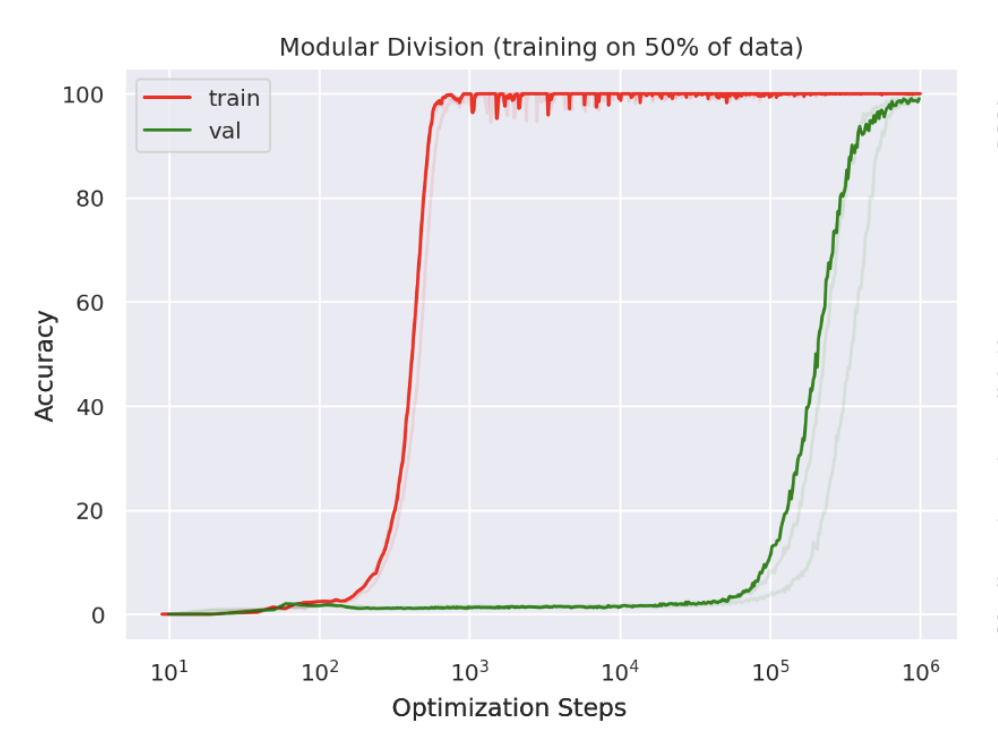 Modular Division (training on 50% of data)
train
val
100
80
60
40
20
0
Accuracy
10¹ 10² 10³ 10⁴ 10⁵ 10⁶
Optimization Steps